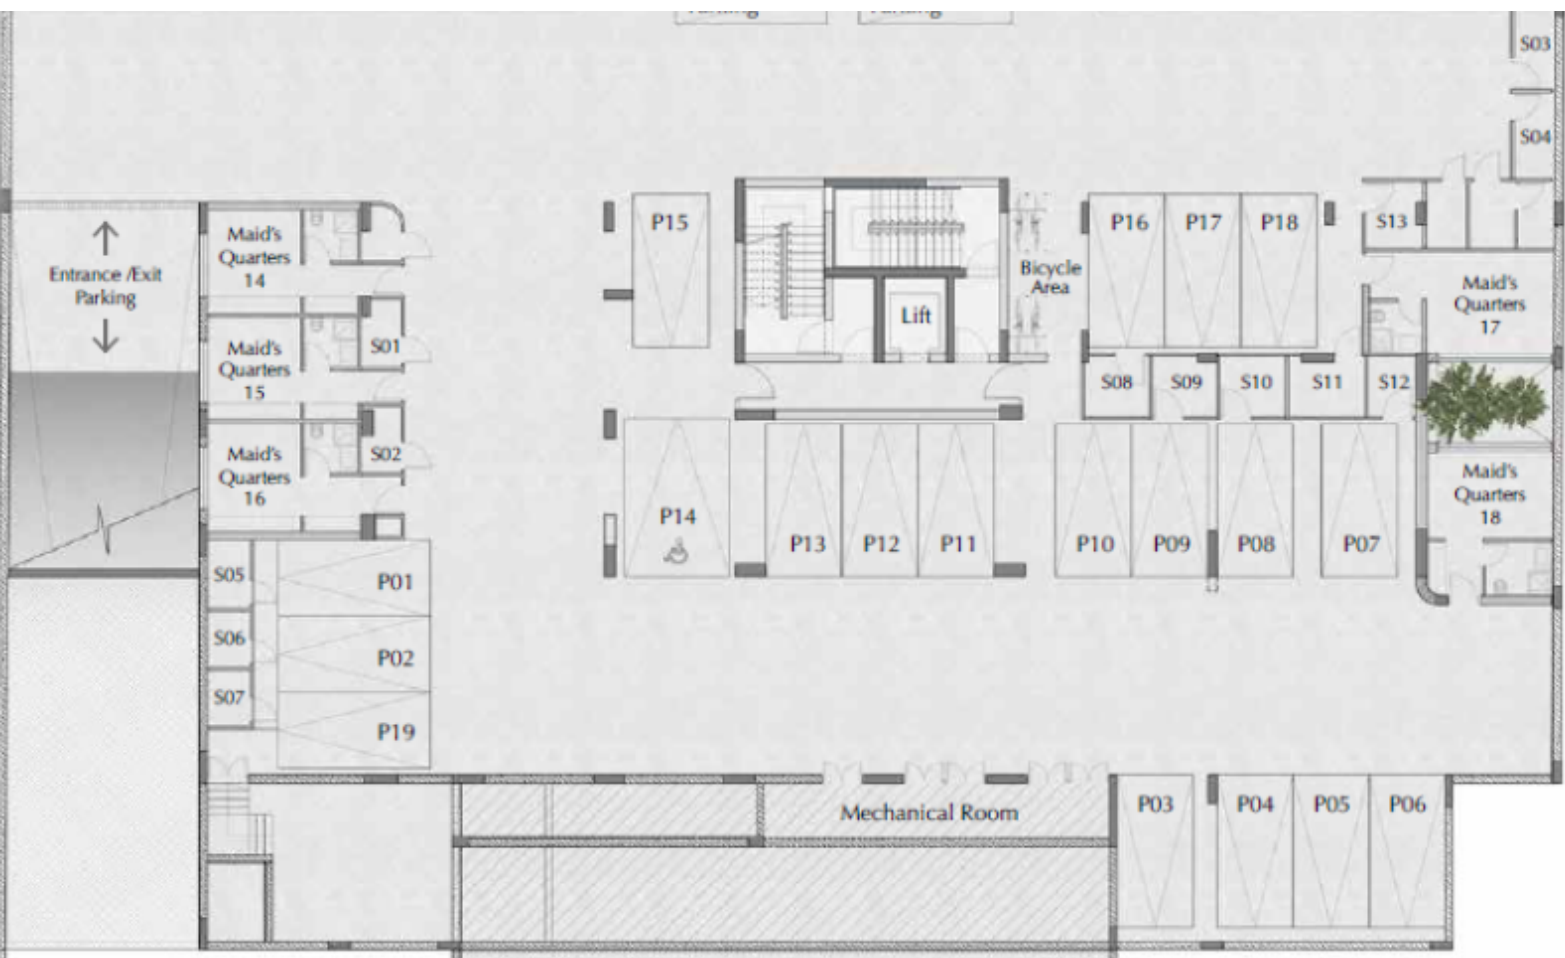 S03
S04
P15
P16
P17
P18
S13
Maid's
Quarters
14
Entrance /Exit
Parking
Bicycle
Area
Maid's
Quarters
17
Lift
Maid's
Quarters
15
S01
S08
S09
S10
S11
S12
Maid's
Quarters
16
S02
Maid's
Quarters
18
P14
P13
P12
P11
P10
P09
P08
P07
S05
P01
S06
P02
S07
P19
Mechanical Room
P03
P04
P05
P06